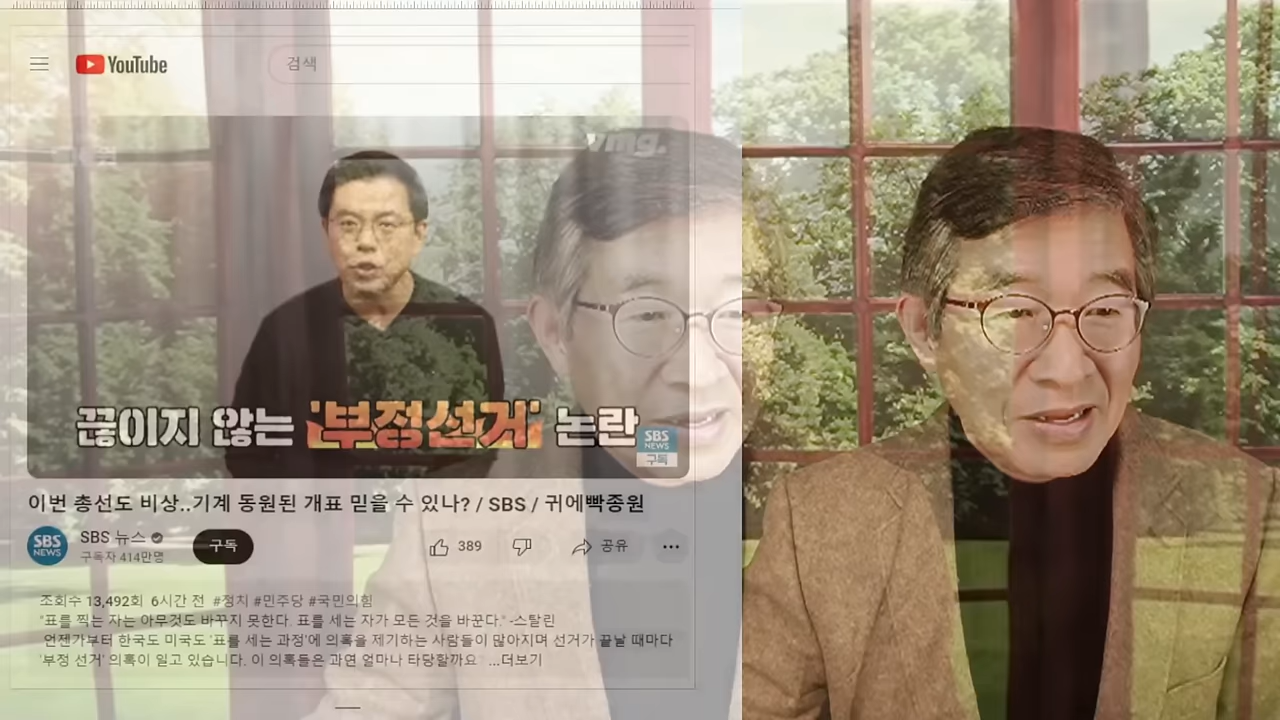 YouTube
검색
vmg.
끊이지 않는 '부정선거' 논란
SBS
NEWS
구독
이번 총선도 비상..기계 동원된 개표 믿을 수 있나? / SBS / 귀에빡종원
SBS NEWS
SBS 뉴스
구독자 414만명
구독
389
공유
조회수 13,492회 6시간 전 #정치 #민주당 #국민의힘
"표를 찍는 자는 아무것도 바꾸지 못한다. 표를 세는 자가 모든 것을 바꾼다." -스탈린
언젠가부터 한국도 미국도 '표를 세는 과정'에 의혹을 제기하는 사람들이 많아지며 선거가 끝날 때마다
'부정 선거' 의혹이 일고 있습니다. 이 의혹들은 과연 얼마나 타당할까요 ...더보기